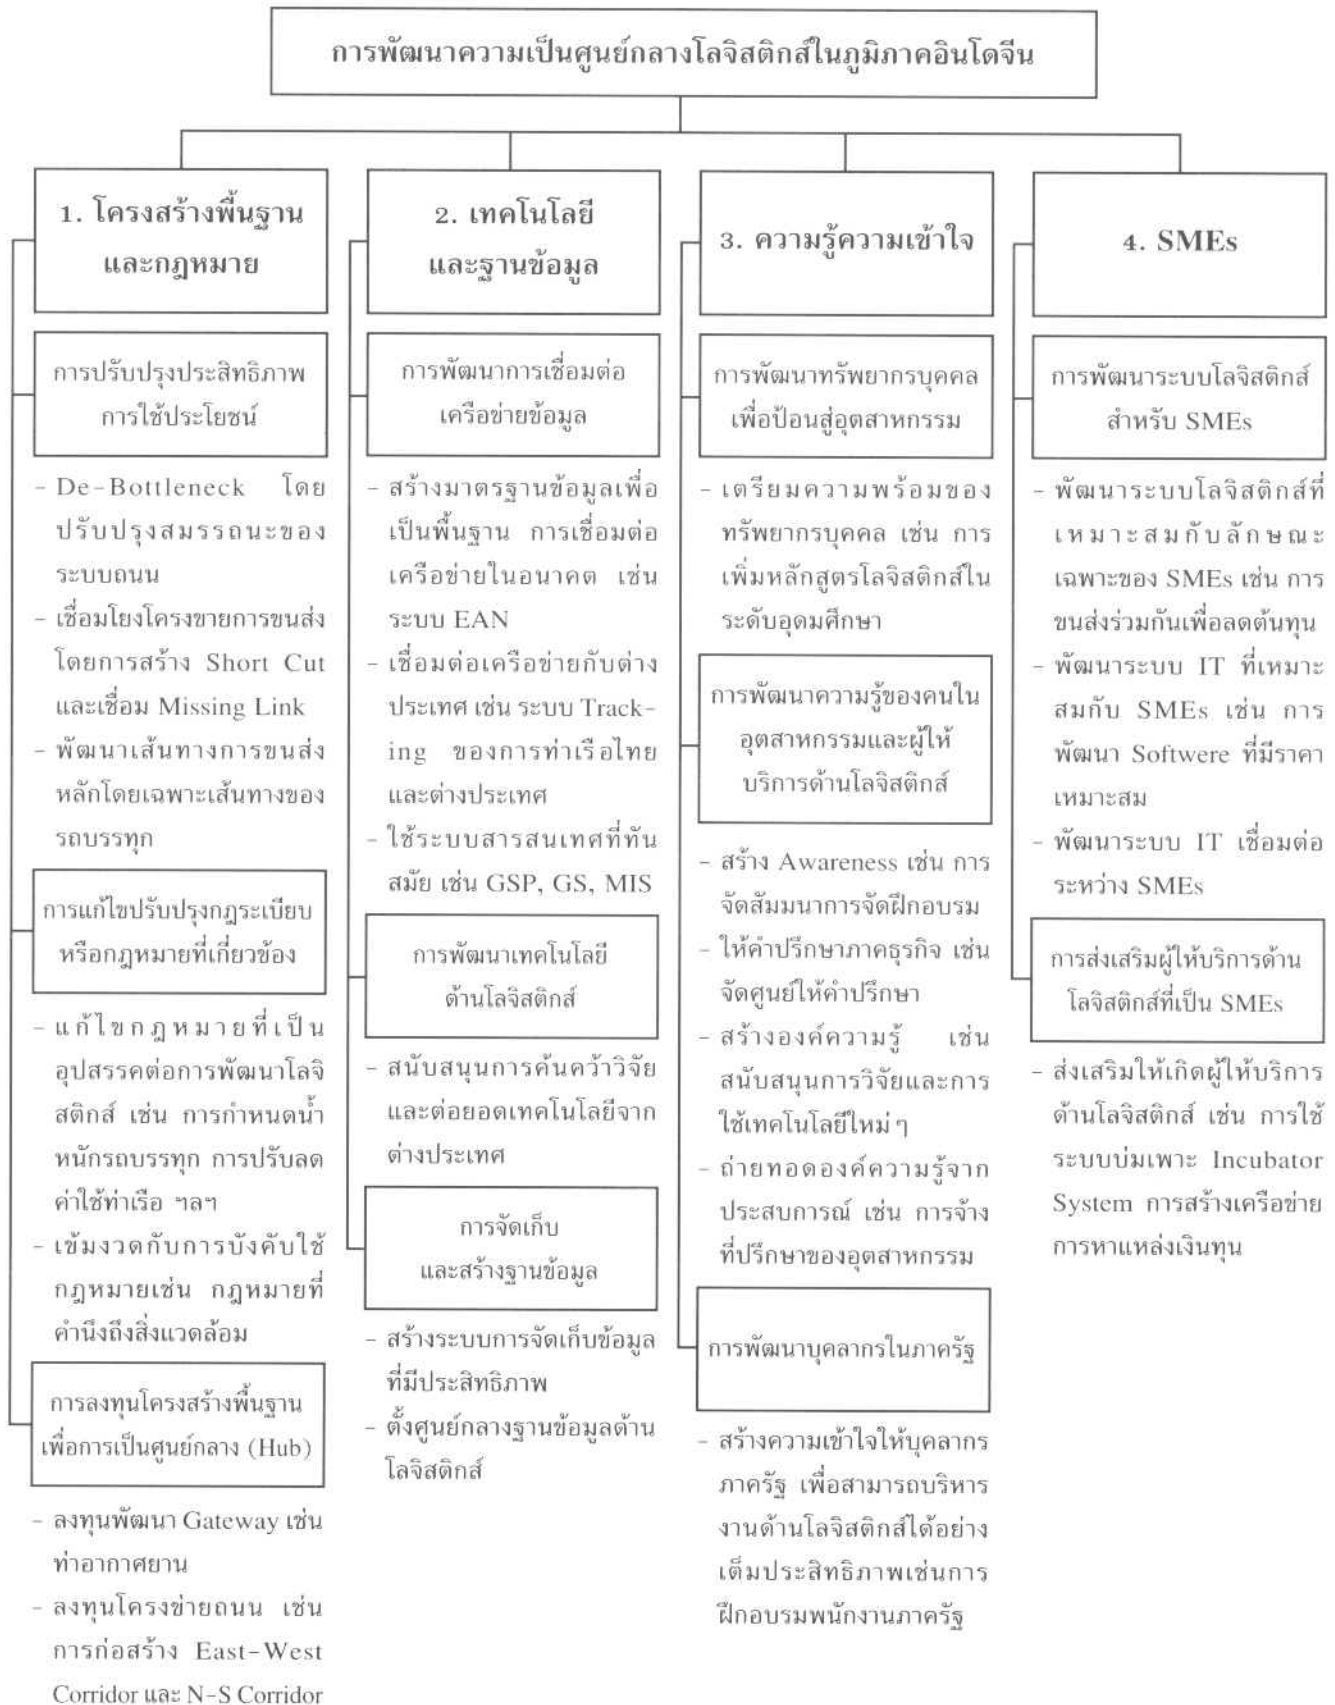 การพัฒนาความเป็นศูนย์กลางโลจิสติกส์ในภูมิภาคอินโดจีน
1. โครงสร้างพื้นฐาน
และกฎหมาย
การปรับปรุงประสิทธิภาพ
การใช้ประโยชน์
- De-Bottleneck โดย
ปรับปรุงสมรรถนะของ
ระบบถนน
- เชื่อมโยงโครงขายการขนส่ง
โดยการสร้าง Short Cut
และเชื่อม Missing Link
- พัฒนาเส้นทางการขนส่ง
หลักโดยเฉพาะเส้นทางของ
รถบรรทุก
การแก้ไขปรับปรุงกฎระเบียบ
หรือกฎหมายที่เกี่ยวข้อง
- แก้ไขกฎหมายที่เป็น
อุปสรรคต่อการพัฒนาโลจิ
สติกส์ เช่น การกำหนดน้ำ
หนักรถบรรทุก การปรับลด
ค่าใช้ท่าเรือ ฯลฯ
- เข้มงวดกับการบังคับใช้
กฎหมายเช่น กฎหมายที่
คำนึงถึงสิ่งแวดล้อม
การลงทุนโครงสร้างพื้นฐาน
เพื่อการเป็นศูนย์กลาง (Hub)
- ลงทุนพัฒนา Gateway เช่น
ท่าอากาศยาน
- ลงทุนโครงข่ายถนน เช่น
การก่อสร้าง East-West
Corridor และ N-S Corridor
2. เทคโนโลยี
และฐานข้อมูล
การพัฒนาการเชื่อมต่อ
เครือข่ายข้อมูล
- สร้างมาตรฐานข้อมูลเพื่อ
เป็นพื้นฐาน การเชื่อมต่อ
เครือข่ายในอนาคต เช่น
ระบบ EAN
- เชื่อมต่อเครือข่ายกับต่าง
ประเทศ เช่น ระบบ Track-
ing ของการท่าเรือไทย
และต่างประเทศ
- ใช้ระบบสารสนเทศที่ทัน
สมัย เช่น GSP, GS, MIS
การพัฒนาเทคโนโลยี
ด้านโลจิสติกส์
- สนับสนุนการค้นคว้าวิจัย
และต่อยอดเทคโนโลยีจาก
ต่างประเทศ
การจัดเก็บ
และสร้างฐานข้อมูล
- สร้างระบบการจัดเก็บข้อมูล
ที่มีประสิทธิภาพ
- ตั้งศูนย์กลางฐานข้อมูลด้าน
โลจิสติกส์
3. ความรู้ความเข้าใจ
การพัฒนาทรัพยากรบุคคล
เพื่อป้อนสู่อุตสาหกรรม
- เตรียมความพร้อมของ
ทรัพยากรบุคคล เช่น การ
เพิ่มหลักสูตรโลจิสติกส์ใน
ระดับอุดมศึกษา
การพัฒนาความรู้ของคนใน
อุตสาหกรรมและผู้ให้
บริการด้านโลจิสติกส์
- สร้าง Awareness เช่น การ
จัดสัมมนาการจัดฝึกอบรม
- ให้คำปรึกษาภาคธุรกิจ เช่น
จัดศูนย์ให้คำปรึกษา
- สร้างองค์ความรู้ เช่น
สนับสนุนการวิจัยและการ
ใช้เทคโนโลยีใหม่ ๆ
- ถ่ายทอดองค์ความรู้จาก
ประสบการณ์ เช่น การจ้าง
ที่ปรึกษาของอุตสาหกรรม
การพัฒนาบุคลากรในภาครัฐ
- สร้างความเข้าใจให้บุคลากร
ภาครัฐ เพื่อสามารถบริหาร
งานด้านโลจิสติกส์ได้อย่าง
เต็มประสิทธิภาพเช่นการ
ฝึกอบรมพนักงานภาครัฐ
4. SMEs
การพัฒนาระบบโลจิสติกส์
สำหรับ SMEs
- พัฒนาระบบโลจิสติกส์ที่
เหมาะสมกับลักษณะ
เฉพาะของ SMEs เช่น การ
ขนส่งร่วมกันเพื่อลดต้นทุน
- พัฒนาระบบ IT ที่เหมาะ
สมกับ SMEs เช่น การ
พัฒนา Softwere ที่มีราคา
เหมาะสม
- พัฒนาระบบ IT เชื่อมต่อ
ระหว่าง SMEs
การส่งเสริมผู้ให้บริการด้าน
โลจิสติกส์ที่เป็น SMEs
- ส่งเสริมให้เกิดผู้ให้บริการ
ด้านโลจิสติกส์ เช่น การใช้
ระบบบ่มเพาะ Incubator
System การสร้างเครือข่าย
การหาแหล่งเงินทุน